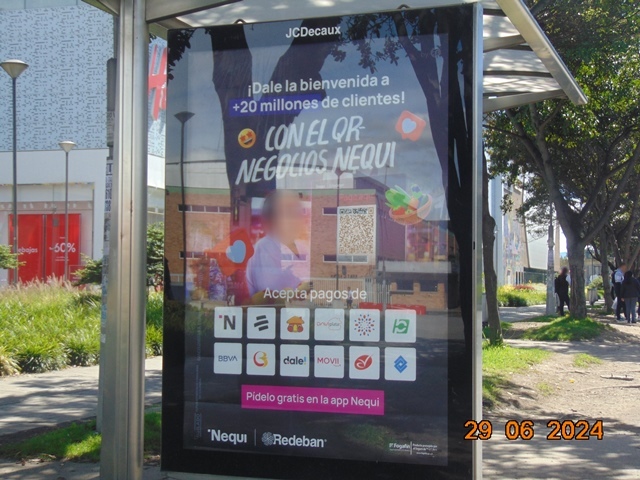 JCDecaux
¡Dale la bienvenida a
+20 millones de clientes!
CON EL QR
NEGOCIOS NEQUI
Acepta pagos de
N
BBVA
dale!
MOVII
Pídelo gratis en la app Nequi
Nequi Redeban
-60%
29 06 2024